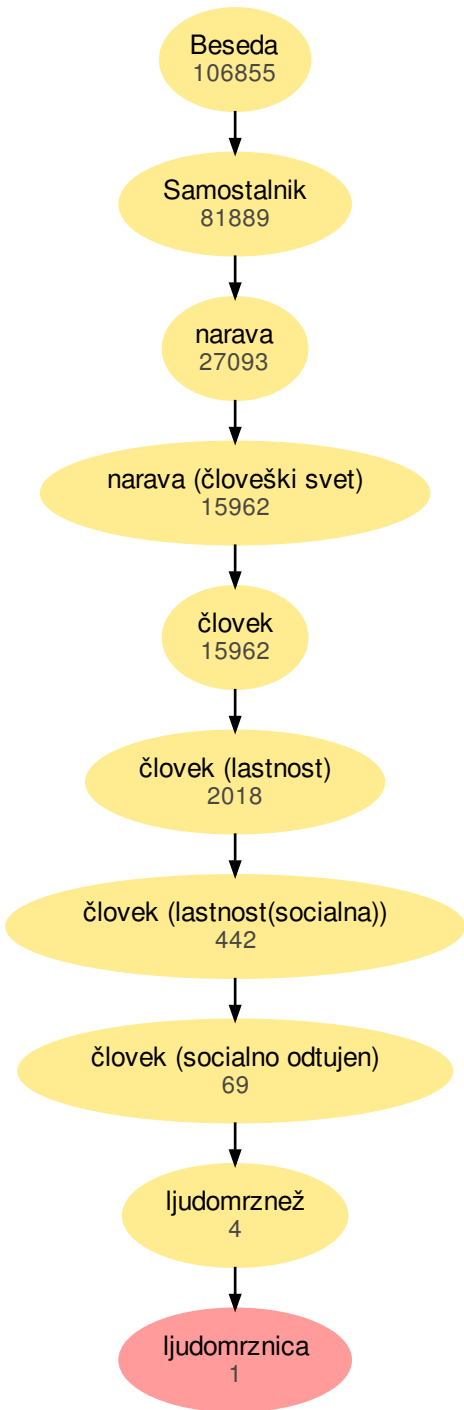 Beseda
106855
Samostalnik
81889
narava
27093
narava (človeški svet)
15962
človek
15962
človek (lastnost)
2018
človek (lastnost(socialna))
442
človek (socialno odtujen)
69
ljudomrznež
4
ljudomrznica
1